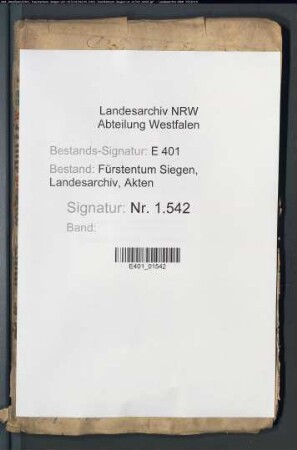 Landesarchiv NRW
Abteilung Westfalen
Bestands-Signatur: E 401
Bestand: Fürstentum Siegen,
Landesarchiv, Akten
Signatur: Nr. 1.542
Band:
E401_01542